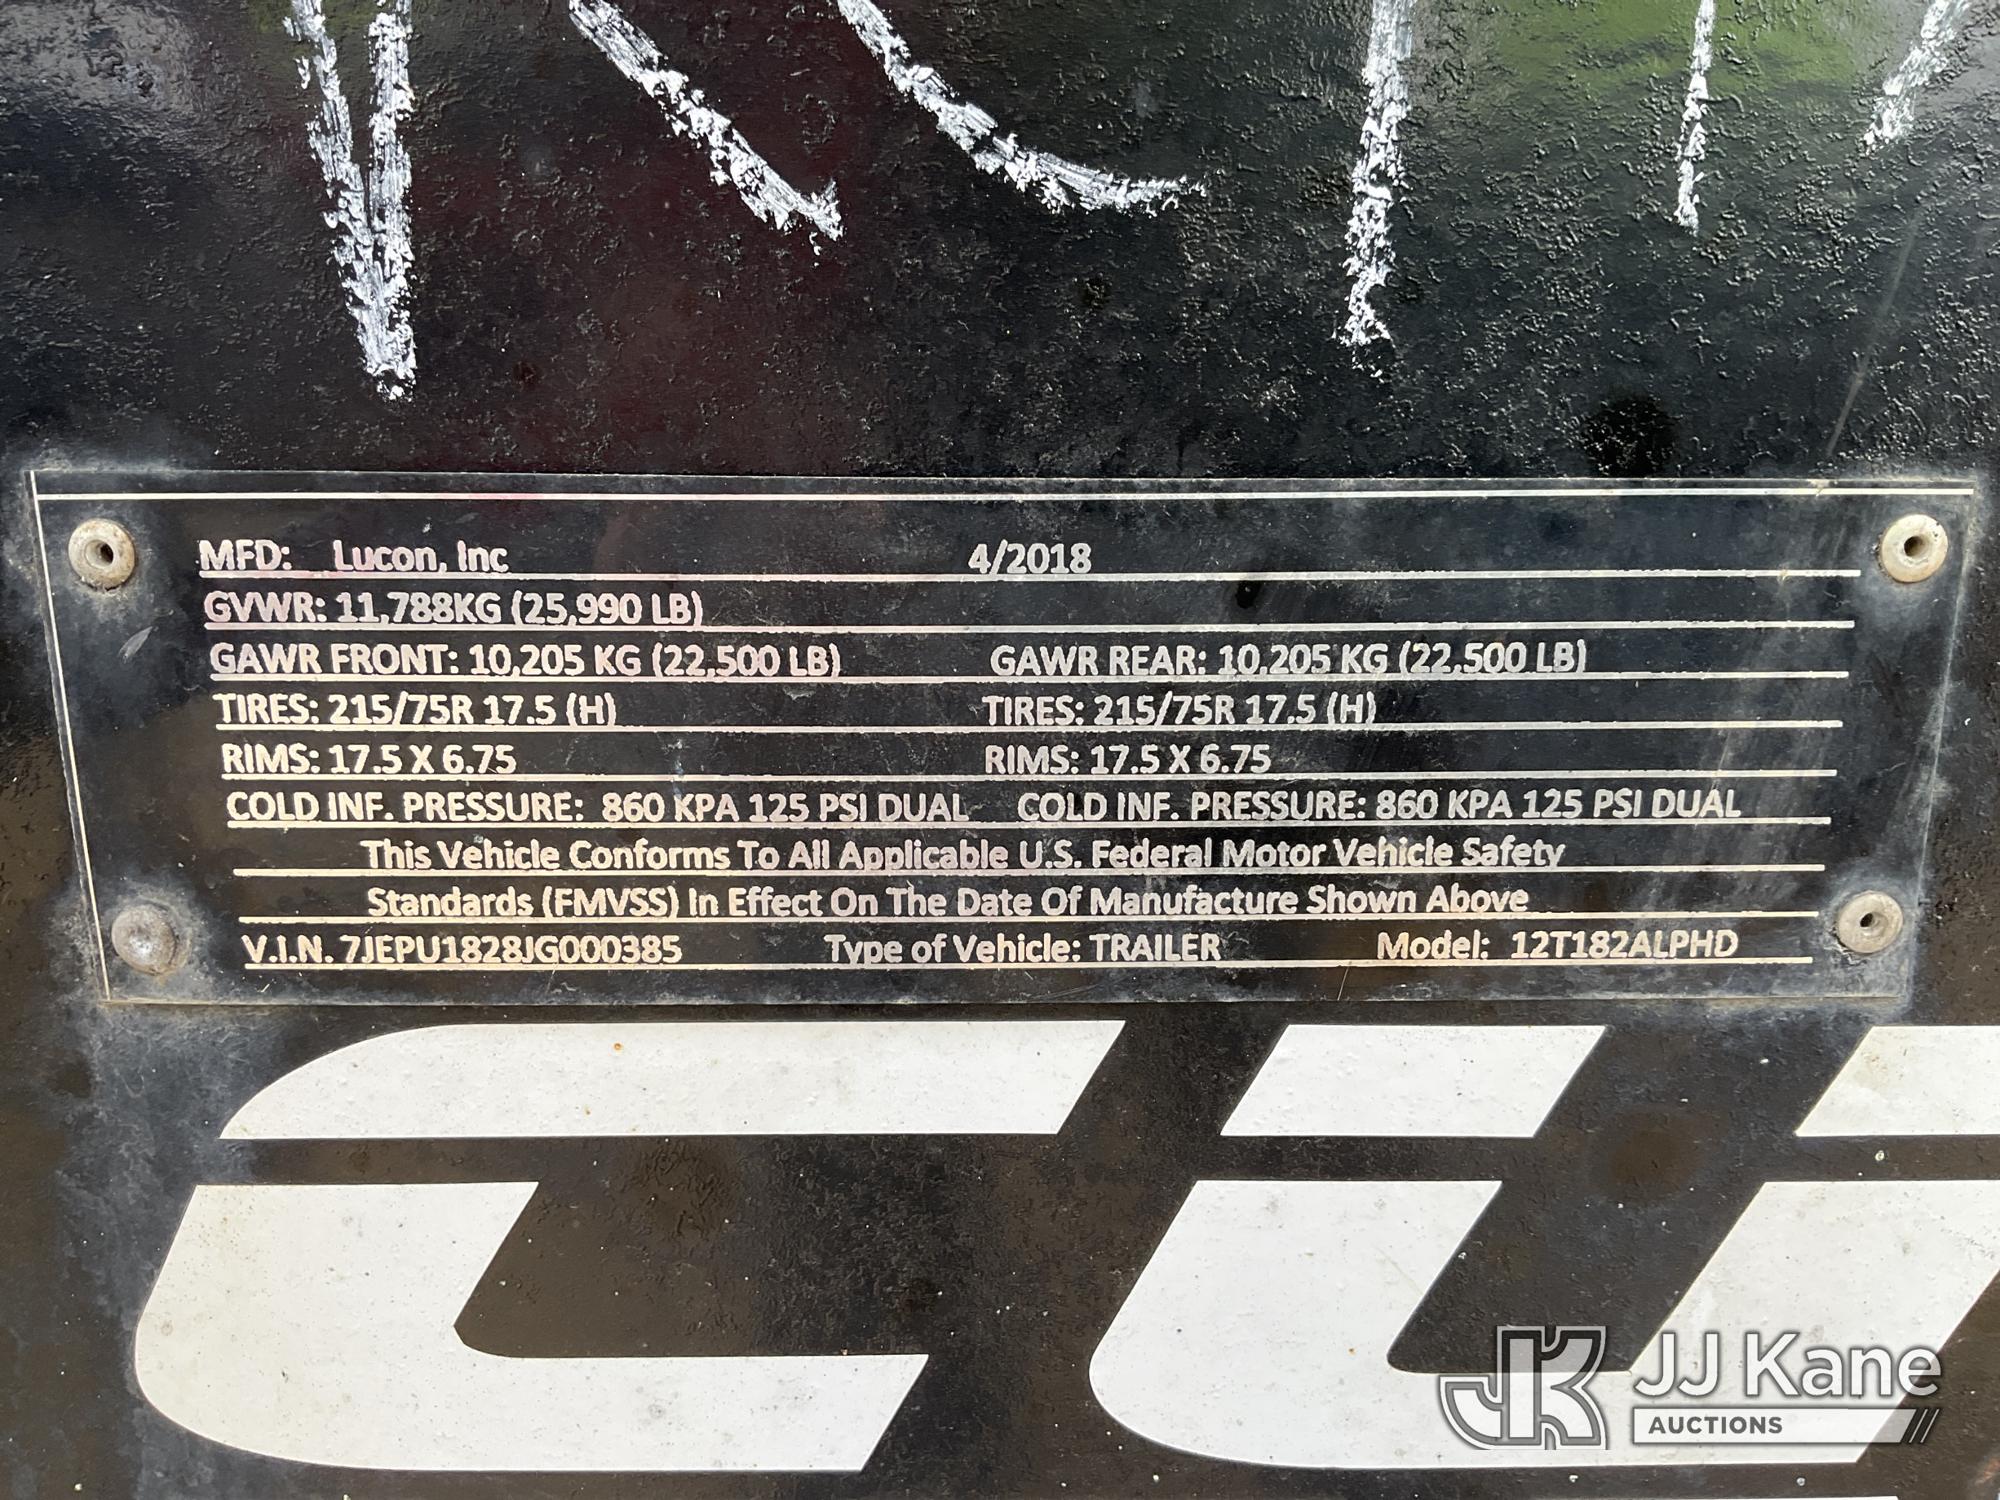 MFD: Lucon, Inc 4/2018
GVWR: 11,788KG (25,990 LB)
GAWR FRONT: 10,205 KG (22,500 LB) GAWR REAR: 10,205 KG (22,500 LB)
TIRES: 215/75R 17.5 (H) TIRES: 215/75R 17.5 (H)
RIMS: 17.5 X 6.75 RIMS: 17.5 X 6.75
COLD INF. PRESSURE: 860 KPA 125 PSI DUAL COLD INF. PRESSURE: 860 KPA 125 PSI DUAL
This Vehicle Conforms To All Applicable U.S. Federal Motor Vehicle Safety
Standards (FMVSS) In Effect On The Date Of Manufacture Shown Above
V.I.N. 7JEPU1828JG000385 Type of Vehicle: TRAILER Model: 12T182ALPHD
JK JJ Kane
AUCTIONS